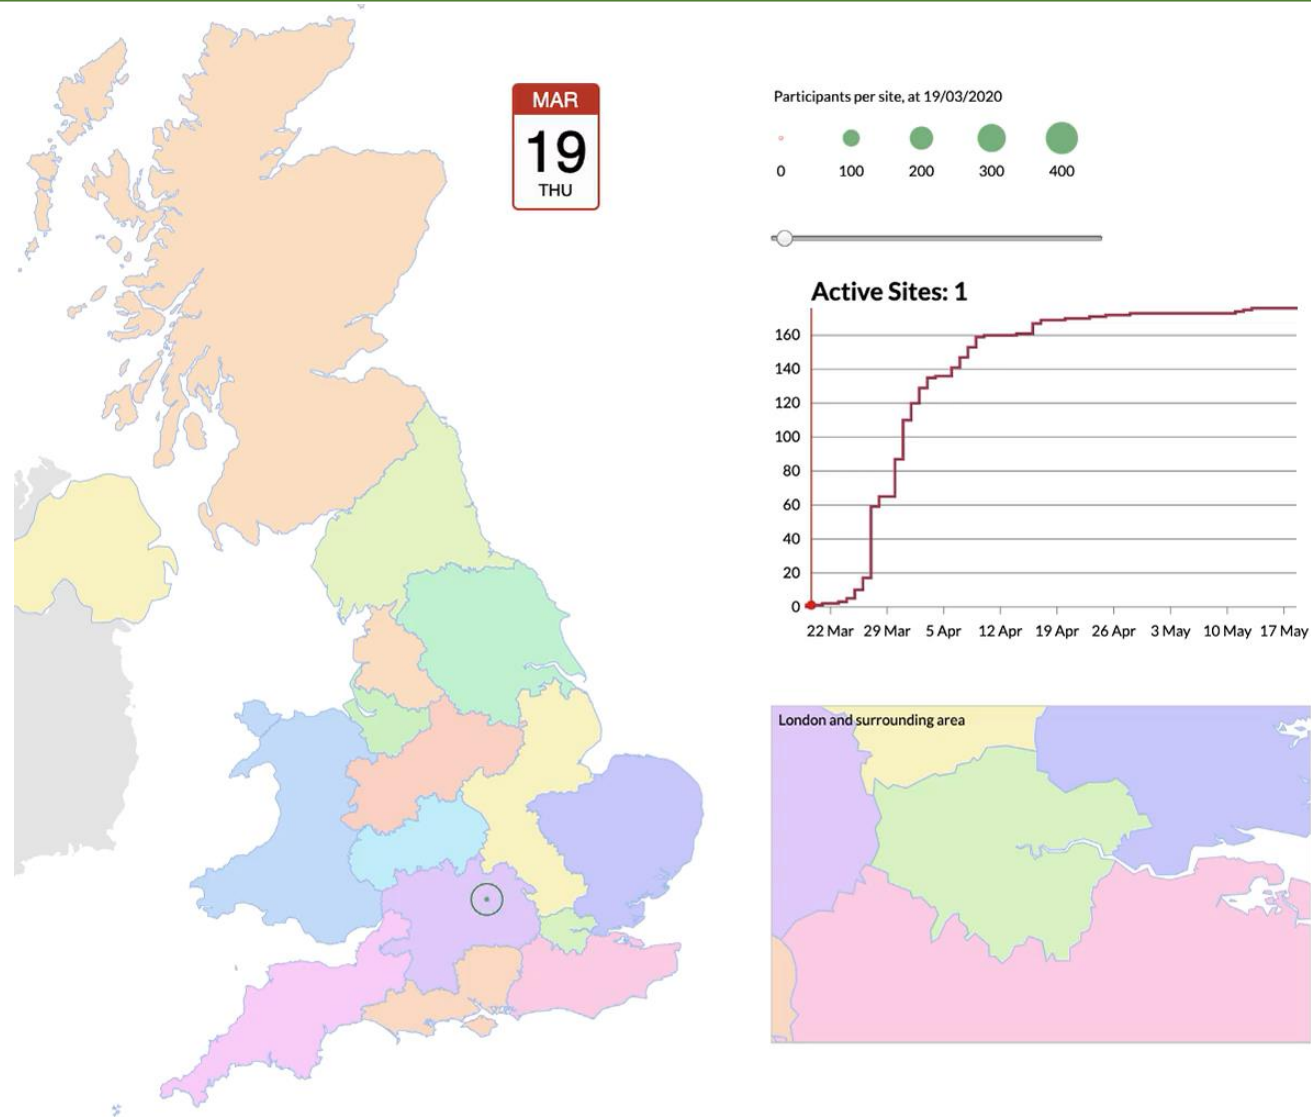 MAR
19
THU
Participants per site, at 19/03/2020
0 100 200 300 400
Active Sites: 1
160
140
120
100
80
60
40
20
0
22 Mar 29 Mar 5 Apr 12 Apr 19 Apr 26 Apr 3 May 10 May 17 May
London and surrounding area